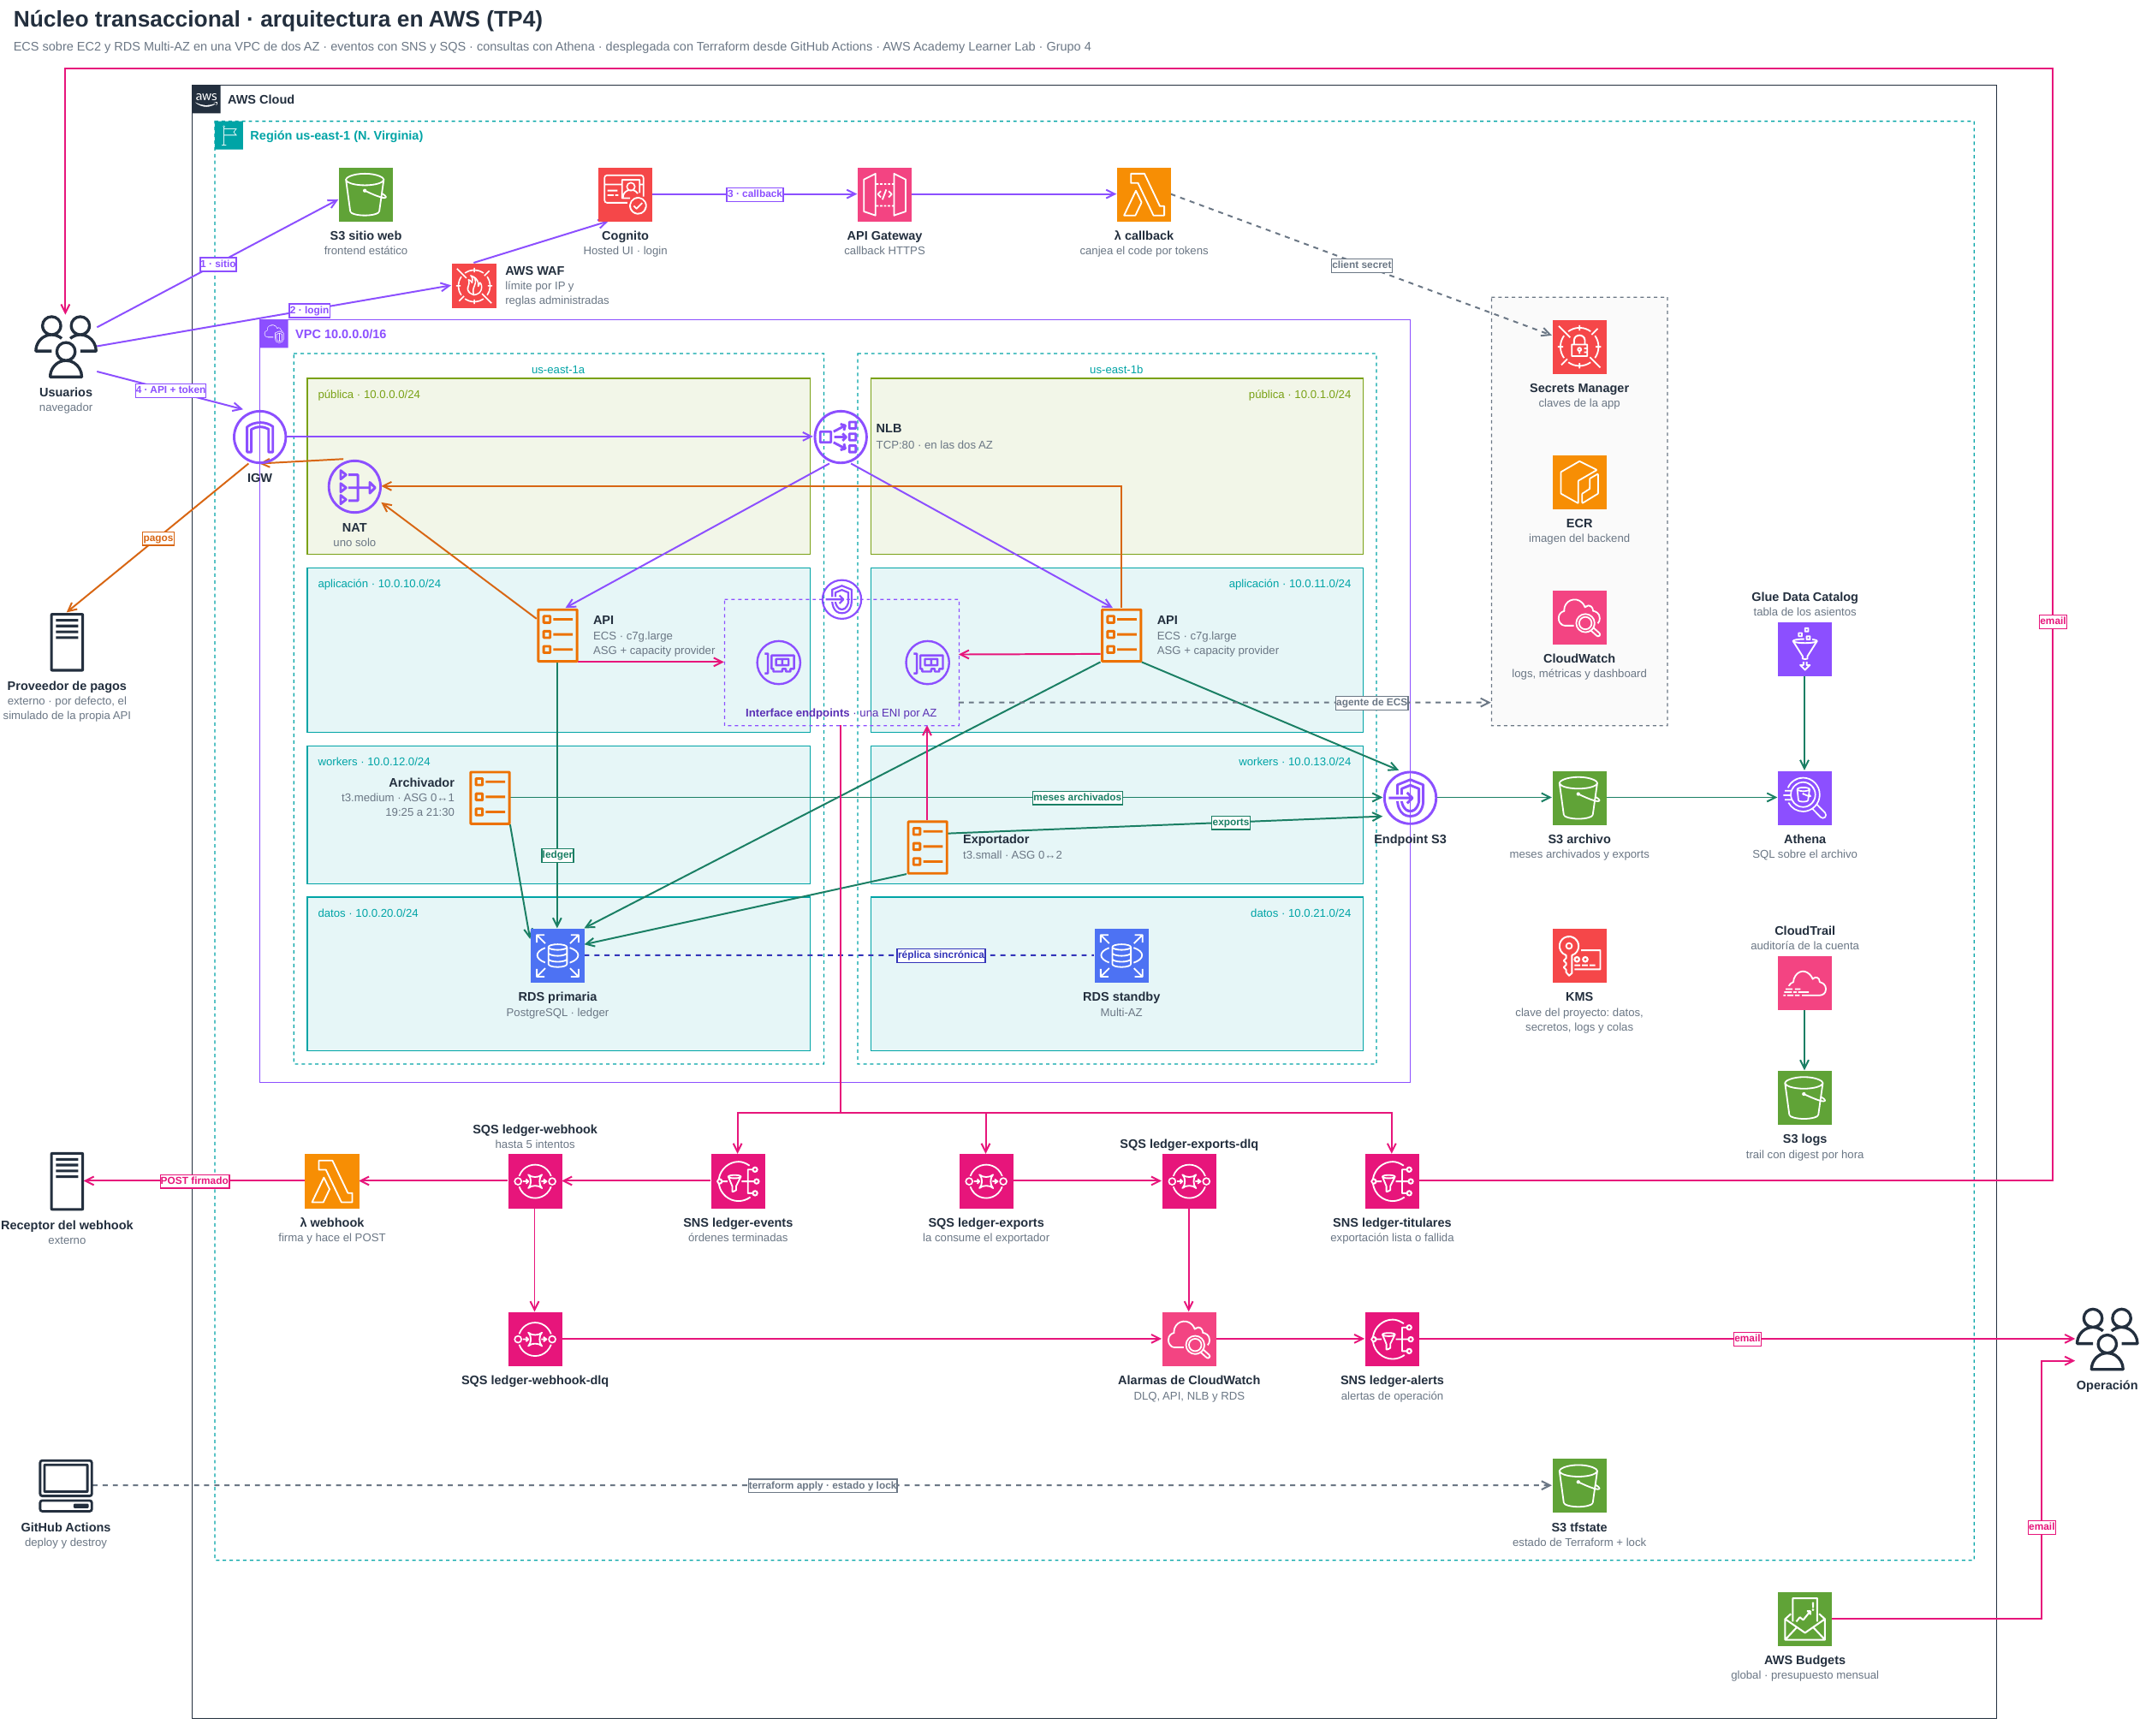 Núcleo transaccional · arquitectura en AWS (TP4)
ECS sobre EC2 y RDS Multi-AZ en una VPC de dos AZ · eventos con SNS y SQS · consultas con Athena · desplegada con Terraform desde GitHub Actions · AWS Academy Learner Lab · Grupo 4
aws
AWS Cloud
Región us-east-1 (N. Virginia)
S3 sitio web
frontend estático
Cognito
Hosted UI · login
3 · callback
API Gateway
callback HTTPS
λ callback
canjea el code por tokens
1 · sitio
AWS WAF
límite por IP y
reglas administradas
client secret
2 · login
Usuarios
navegador
4 · API + token
VPC 10.0.0.0/16
us-east-1a
us-east-1b
pública · 10.0.0.0/24
pública · 10.0.1.0/24
IGW
NLB
TCP:80 · en las dos AZ
NAT
uno solo
pagos
Secrets Manager
claves de la app
ECR
imagen del backend
CloudWatch
logs, métricas y dashboard
aplicación · 10.0.10.0/24
aplicación · 10.0.11.0/24
API
ECS · c7g.large
ASG + capacity provider
API
ECS · c7g.large
ASG + capacity provider
Interface endpoints · una ENI por AZ
agente de ECS
Glue Data Catalog
tabla de los asientos
email
Proveedor de pagos
externo · por defecto, el
simulado de la propia API
workers · 10.0.12.0/24
workers · 10.0.13.0/24
Archivador
t3.medium · ASG 0↔1
19:25 a 21:30
meses archivados
exports
ledger
Exportador
t3.small · ASG 0↔2
Endpoint S3
S3 archivo
meses archivados y exports
Athena
SQL sobre el archivo
datos · 10.0.20.0/24
datos · 10.0.21.0/24
réplica sincrónica
RDS primaria
PostgreSQL · ledger
RDS standby
Multi-AZ
KMS
clave del proyecto: datos,
secretos, logs y colas
CloudTrail
auditoría de la cuenta
S3 logs
trail con digest por hora
SQS ledger-webhook
hasta 5 intentos
SQS ledger-exports-dlq
POST firmado
Receptor del webhook
externo
λ webhook
firma y hace el POST
SNS ledger-events
órdenes terminadas
SQS ledger-exports
la consume el exportador
SNS ledger-titulares
exportación lista o fallida
SQS ledger-webhook-dlq
Alarmas de CloudWatch
DLQ, API, NLB y RDS
SNS ledger-alerts
alertas de operación
email
Operación
GitHub Actions
deploy y destroy
terraform apply · estado y lock
S3 tfstate
estado de Terraform + lock
email
AWS Budgets
global · presupuesto mensual